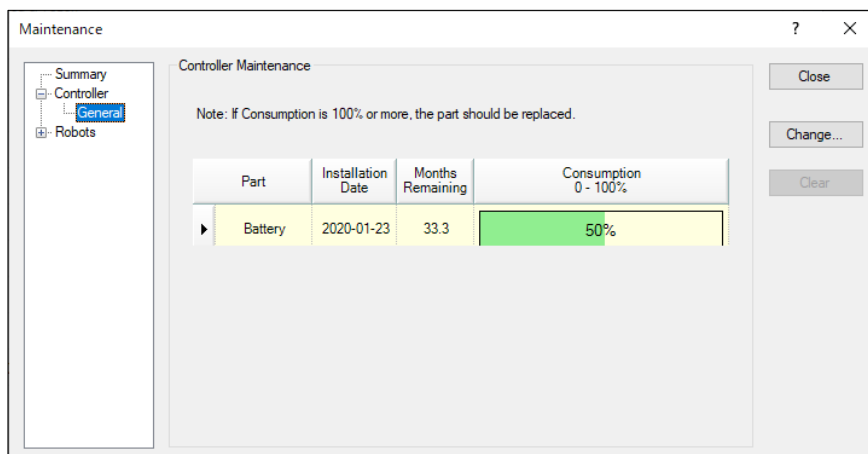 Maintenance
?
Summary
Controller
General
Robots
Controller Maintenance
Note: If Consumption is 100% or more, the part should be replaced.
Part
Installation
Date
Months
Remaining
Consumption
0 - 100%
Battery
2020-01-23
33.3
50%
Close
Change...
Clear